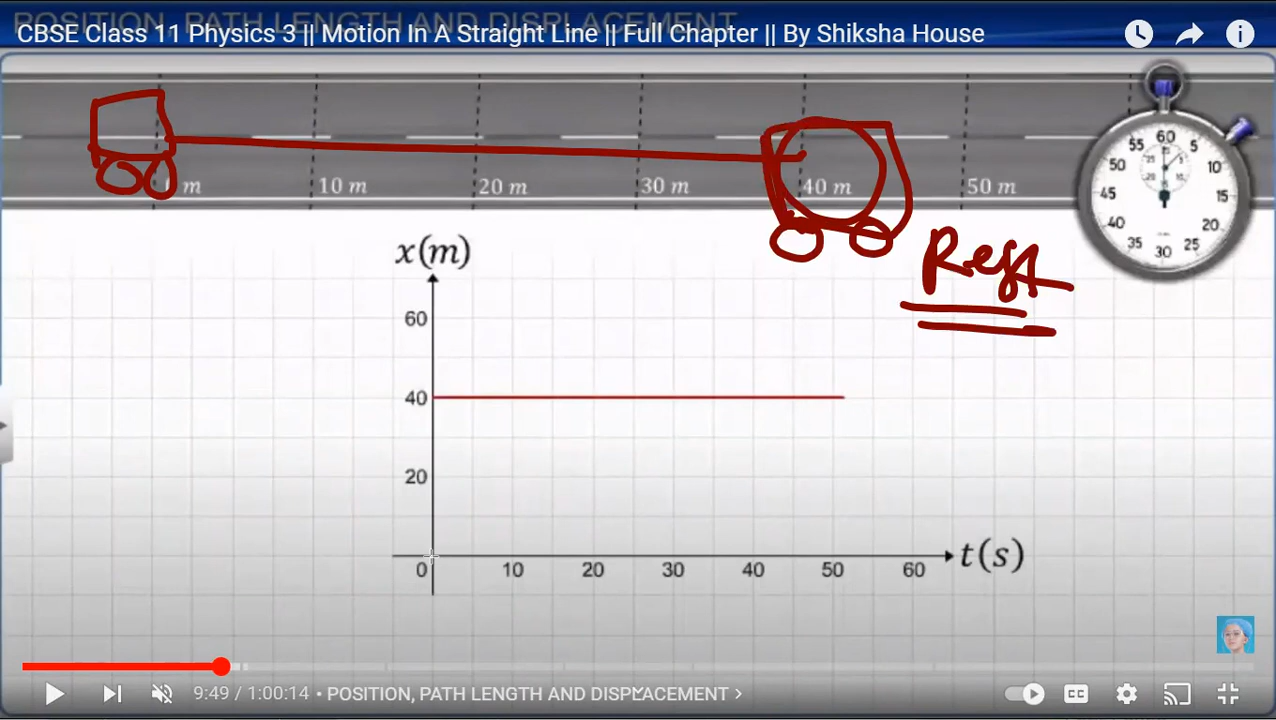 POSITION, PATH LENGTH AND DISPLACEMENT
CBSE Class 11 Physics 3 || Motion In A Straight Line || Full Chapter || By Shiksha House
m 10 m 20 m 30 m 40 m 50 m
60 5 10 15 20 25 30 35 40 45 50 55
Rest
x(m)
60
40
20
0 10 20 30 40 50 60 t(s)
9:49 / 1:00:14 • POSITION, PATH LENGTH AND DISPLACEMENT >
CC